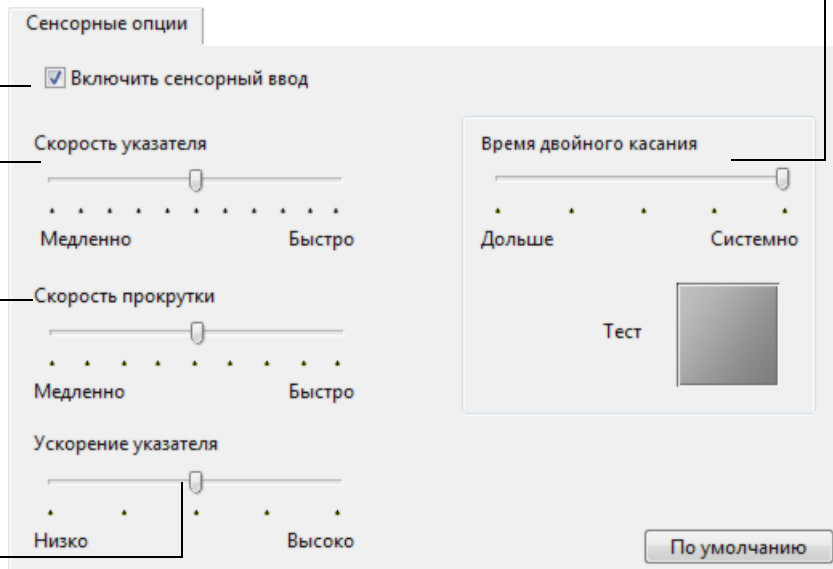 Сенсорные опции
Включить сенсорный ввод
Скорость указателя
Медленно Быстро
Скорость прокрутки
Медленно Быстро
Ускорение указателя
Низко Высоко
Время двойного касания
Дольше Системно
Тест
По умолчанию